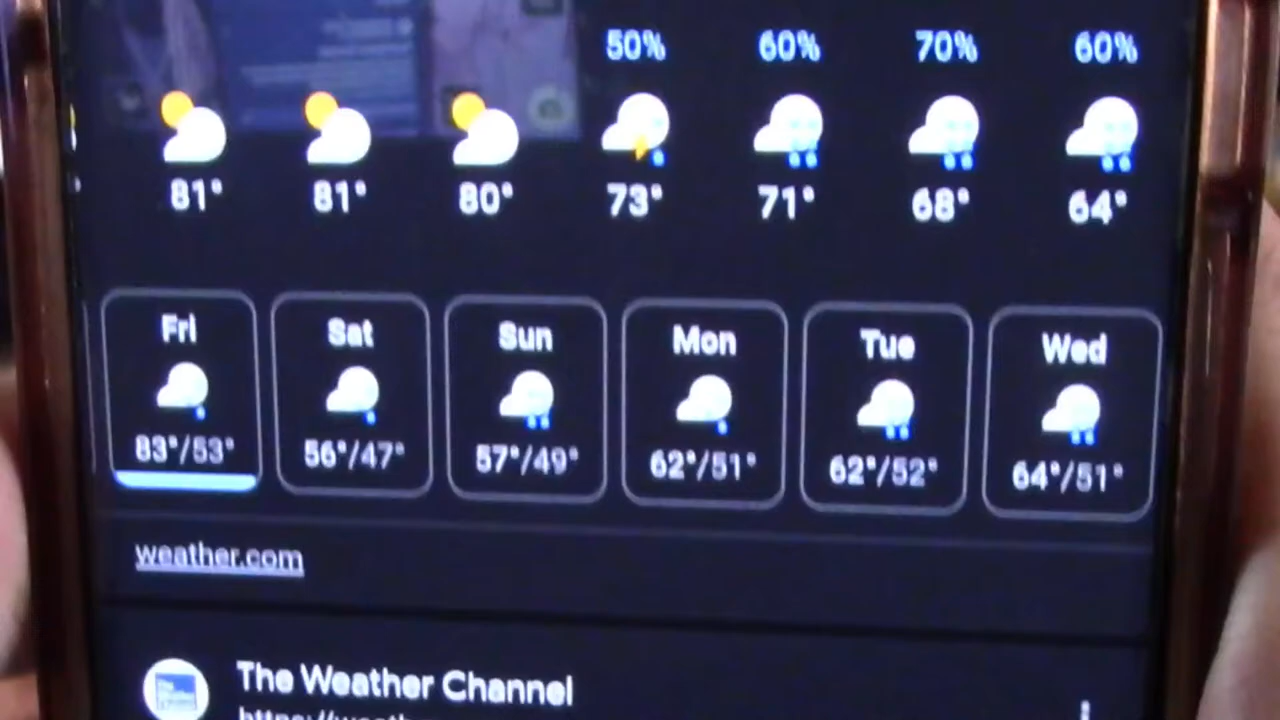 50% 60% 70% 60%
81° 81° 80° 73° 71° 68° 64°
Fri Sat Sun Mon Tue Wed
83°/53° 56°/47° 57°/49° 62°/51° 62°/52° 64°/51°
weather.com
The Weather Channel